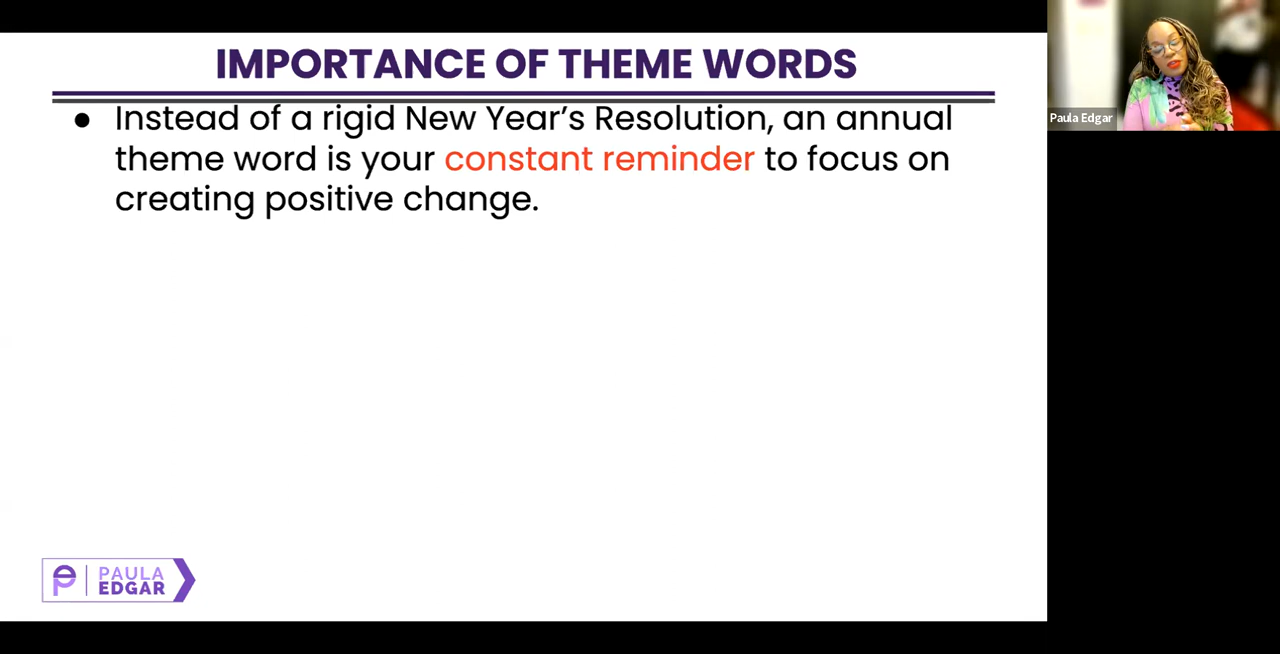 IMPORTANCE OF THEME WORDS
● Instead of a rigid New Year’s Resolution, an annual
theme word is your constant reminder to focus on
creating positive change.
Paula Edgar
ep PAULA
EDGAR